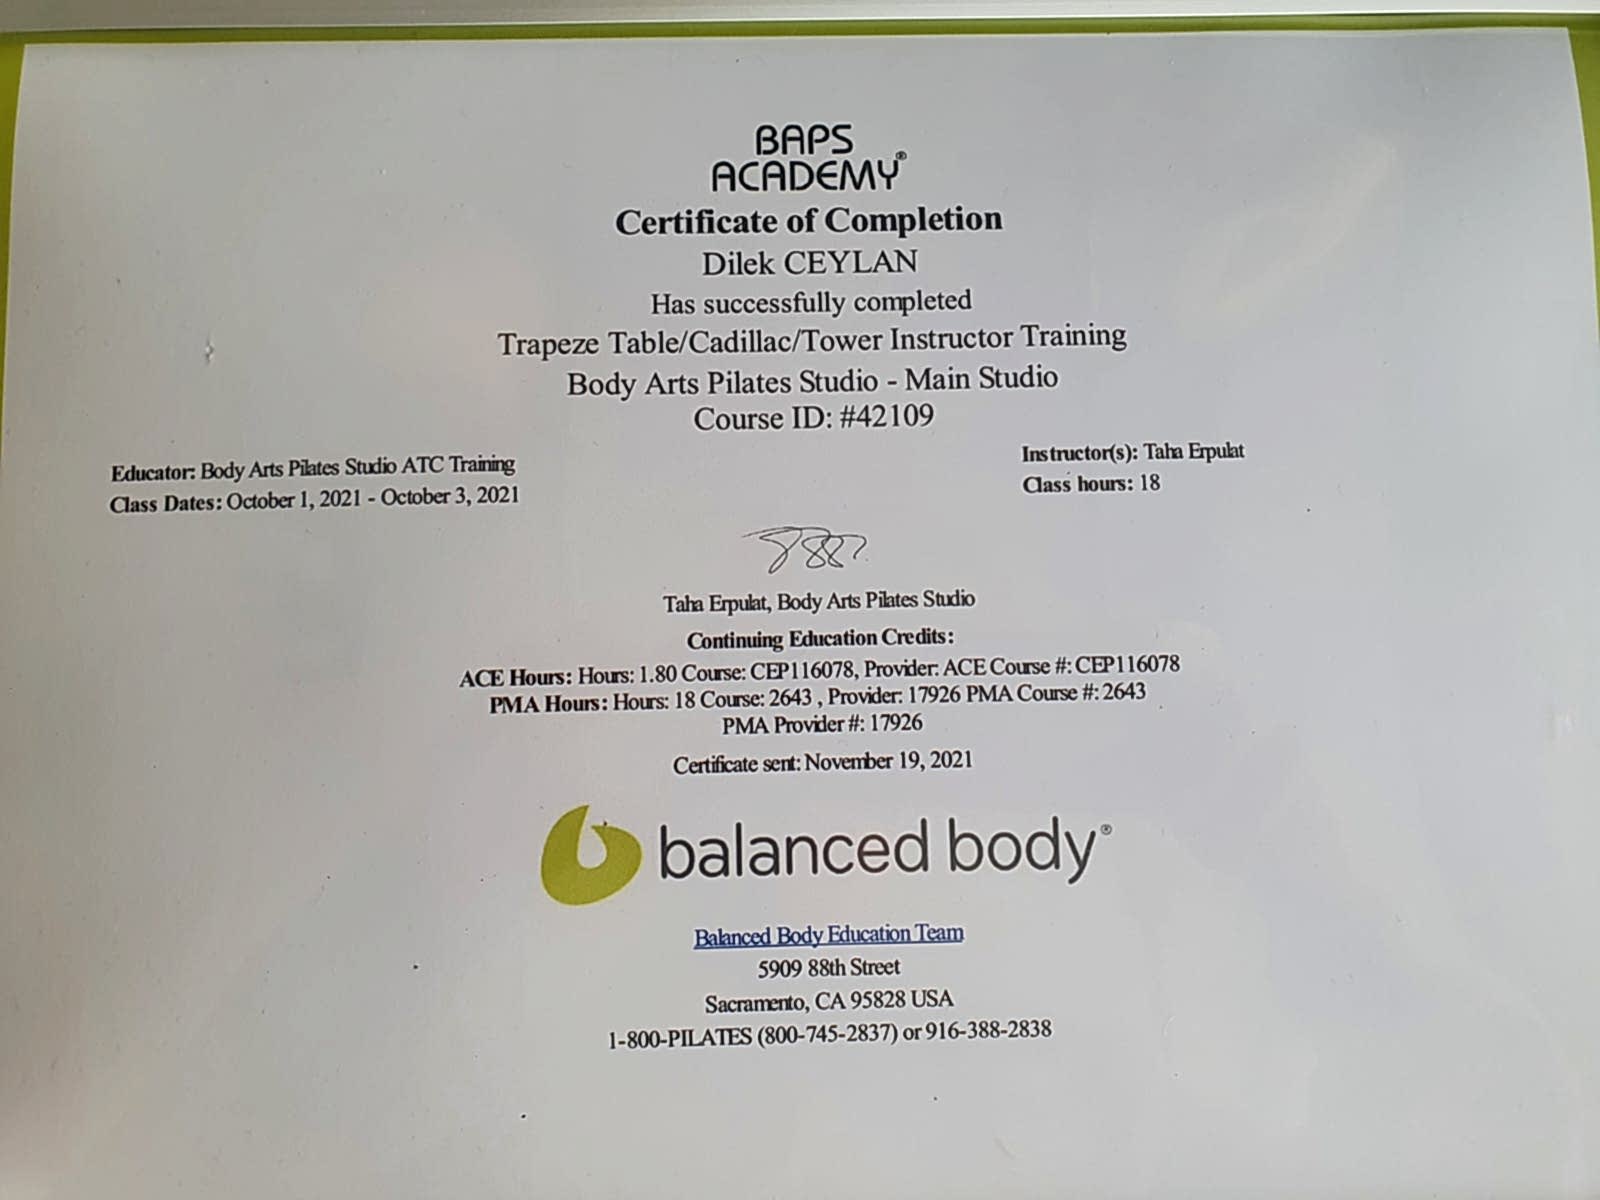 BAPS
ACADEMY®
Certificate of Completion
Dilek CEYLAN
Has successfully completed
Trapeze Table/Cadillac/Tower Instructor Training
Body Arts Pilates Studio - Main Studio
Course ID: #42109
Educator: Body Arts Pilates Studio ATC Training
Class Dates: October 1, 2021 - October 3, 2021
Instructor(s): Taha Erpulat
Class hours: 18
Taha Erpulat, Body Arts Pilates Studio
Continuing Education Credits:
ACE Hours: Hours: 1.80 Course: CEP116078, Provider: ACE Course #: CEP116078
PMA Hours: Hours: 18 Course: 2643 , Provider: 17926 PMA Course #: 2643
PMA Provider #: 17926
Certificate sent: November 19, 2021
balanced body®
Balanced Body Education Team
5909 88th Street
Sacramento, CA 95828 USA
1-800-PILATES (800-745-2837) or 916-388-2838